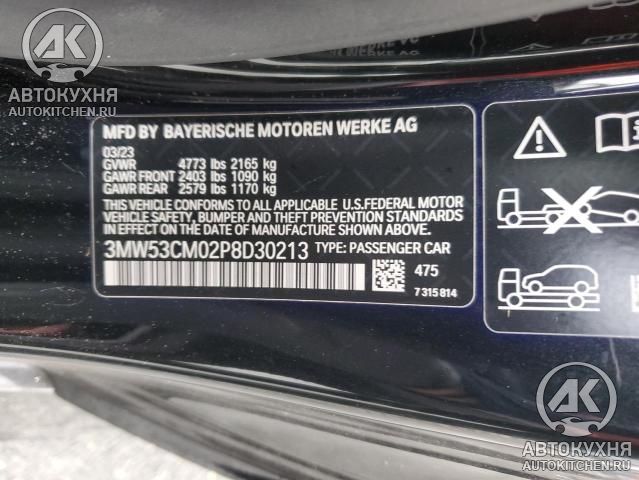 АК
АВТОКУХНЯ
AUTOKITCHEN.RU
MFD BY BAYERISCHE MOTOREN WERKE AG
03/23
GVWR 4773 lbs 2165 kg
GAWR FRONT 2403 lbs 1090 kg
GAWR REAR 2579 lbs 1170 kg
THIS VEHICLE CONFORMS TO ALL APPLICABLE U.S.FEDERAL MOTOR
VEHICLE SAFETY, BUMPER AND THEFT PREVENTION STANDARDS
IN EFFECT ON THE DATE OF MANUFACTURE SHOWN ABOVE.
3MW53CM02P8D30213 TYPE: PASSENGER CAR
475
7 315 814
АК
АВТОКУХНЯ
AUTOKITCHEN.RU